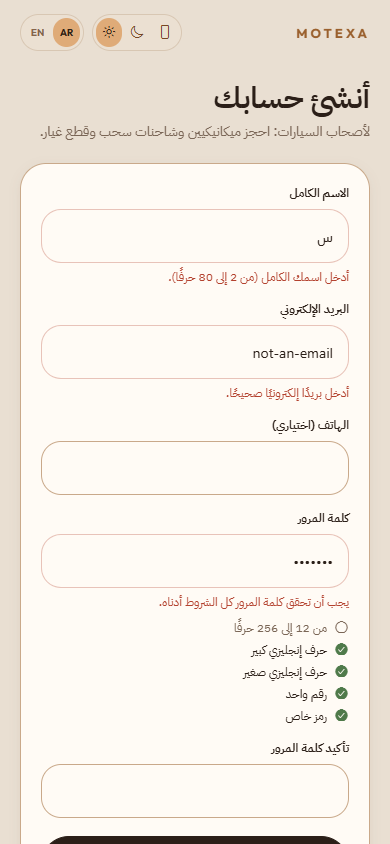 MOTEXA
AR EN
أنشئ حسابك
لأصحاب السيارات: احجز ميكانيكيين وشاحنات سحب وقطع غيار.
الاسم الكامل
س
أدخل اسمك الكامل (من 2 إلى 80 حرفًا).
البريد الإلكتروني
not-an-email
أدخل بريدًا إلكترونيًا صحيحًا.
الهاتف (اختياري)
كلمة المرور
•••••••
يجب أن تحقق كلمة المرور كل الشروط أدناه.
من 12 إلى 256 حرفًا
حرف إنجليزي كبير
حرف إنجليزي صغير
رقم واحد
رمز خاص
تأكيد كلمة المرور